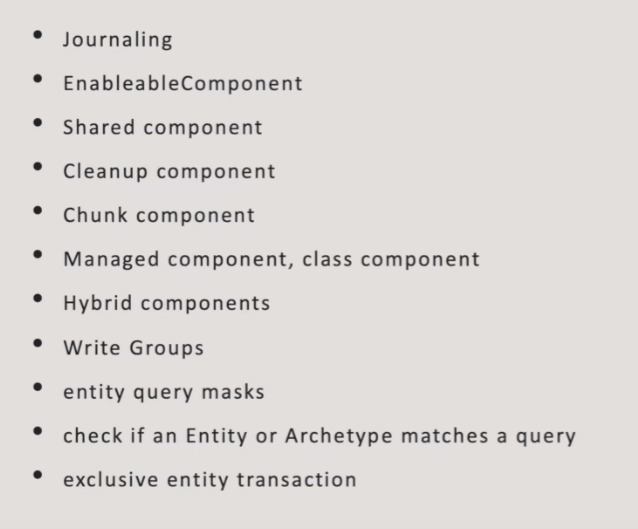 • Journaling
• EnableableComponent
• Shared component
• Cleanup component
• Chunk component
• Managed component, class component
• Hybrid components
• Write Groups
• entity query masks
• check if an Entity or Archetype matches a query
• exclusive entity transaction